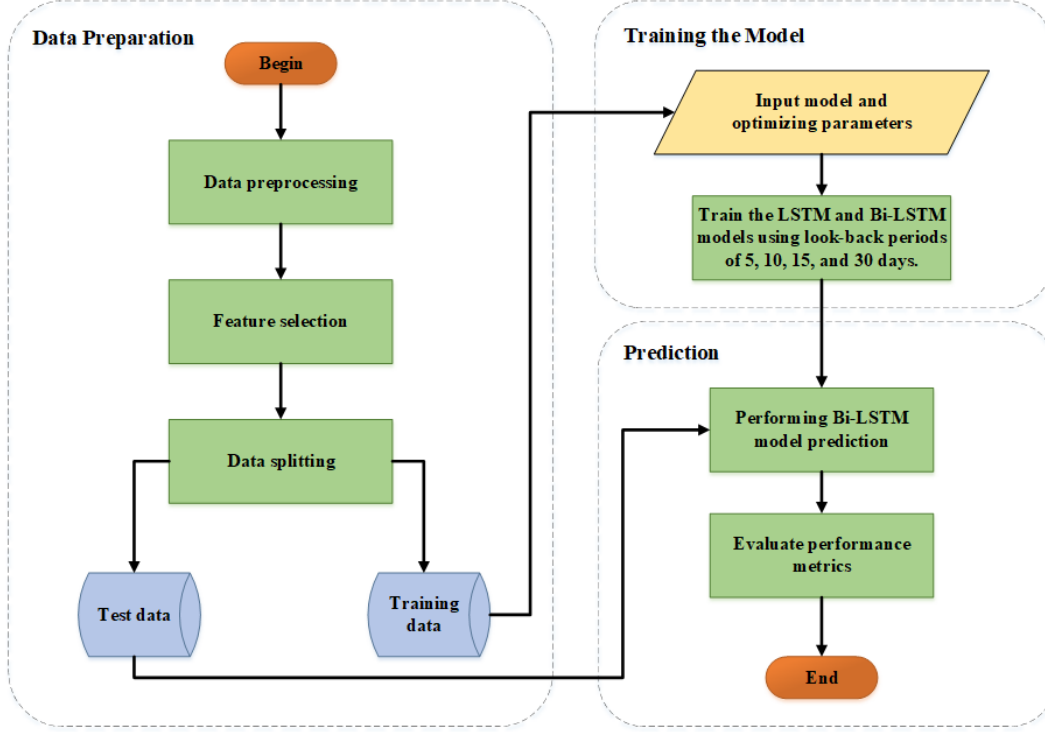 Data Preparation
Begin
Data preprocessing
Feature selection
Data splitting
Test data
Training
data
Training the Model
Input model and
optimizing parameters
Train the LSTM and Bi-LSTM
models using look-back periods
of 5, 10, 15, and 30 days.
Prediction
Performing Bi-LSTM
model prediction
Evaluate performance
metrics
End